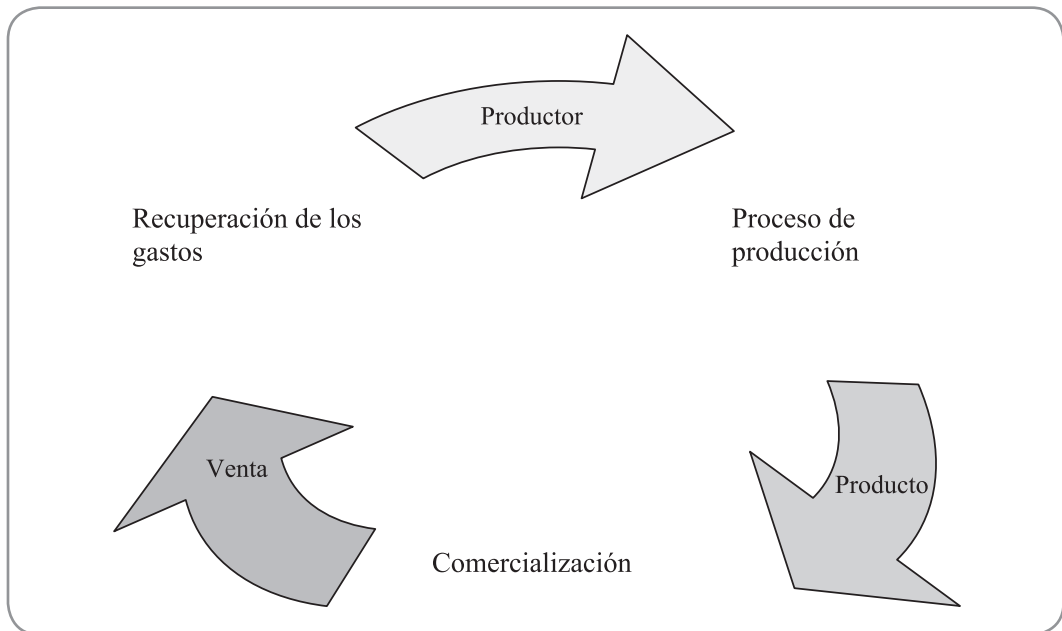 Productor
Recuperación de los
gastos
Proceso de
producción
Venta
Producto
Comercialización